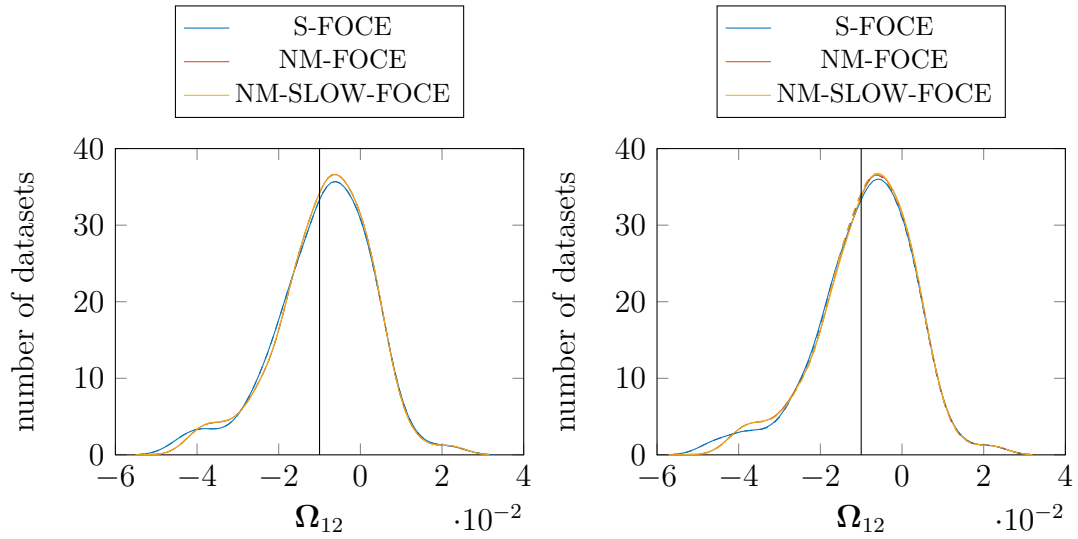 S-FOCE
NM-FOCE
NM-SLOW-FOCE
number of datasets
40
30
20
10
0
−6 −4 −2 0 2 4
Ω₁₂
·10⁻²
S-FOCE
NM-FOCE
NM-SLOW-FOCE
number of datasets
40
30
20
10
0
−6 −4 −2 0 2 4
Ω₁₂
·10⁻²